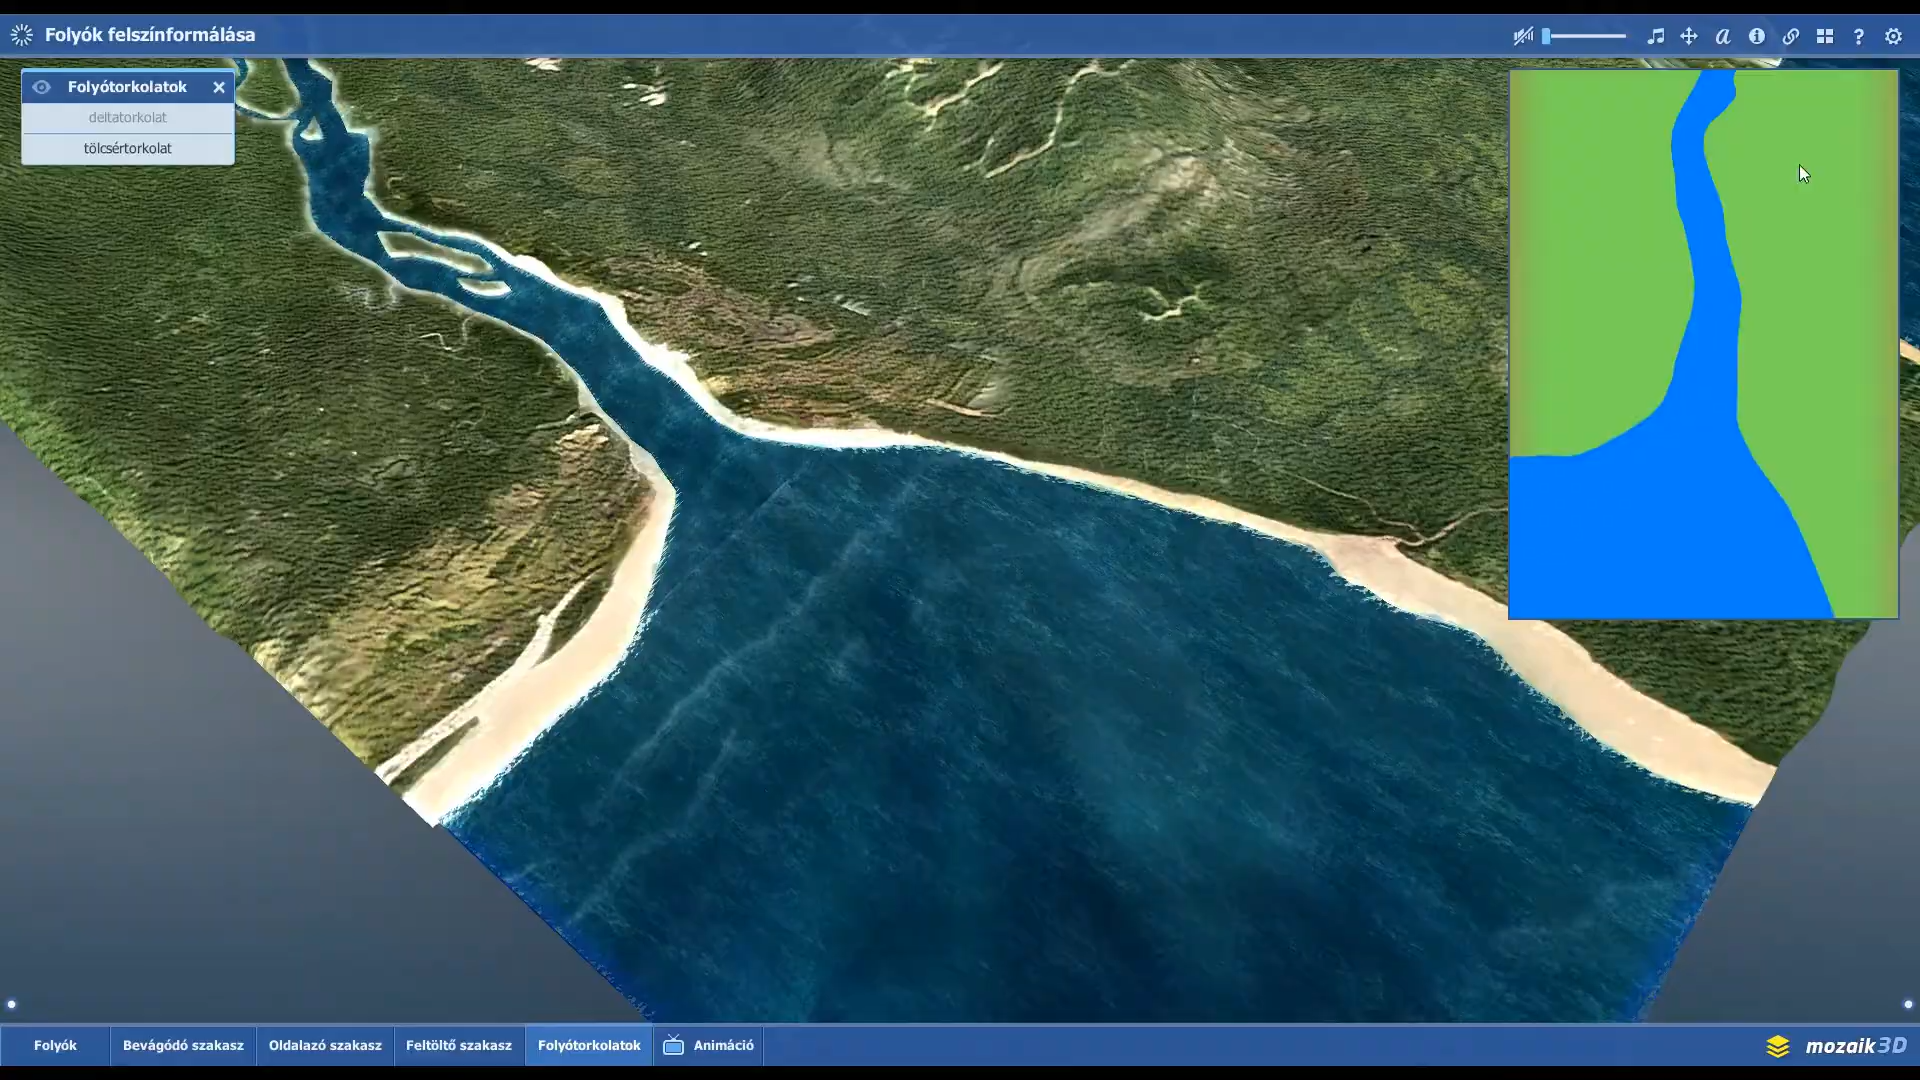 Folyók felszínformálása
Folyótorkolatok
deltatorkolat
tölcsértorkolat
Folyók
Bevágódó szakasz
Oldalazó szakasz
Feltöltő szakasz
Folyótorkolatok
Animáció
mozaik3D